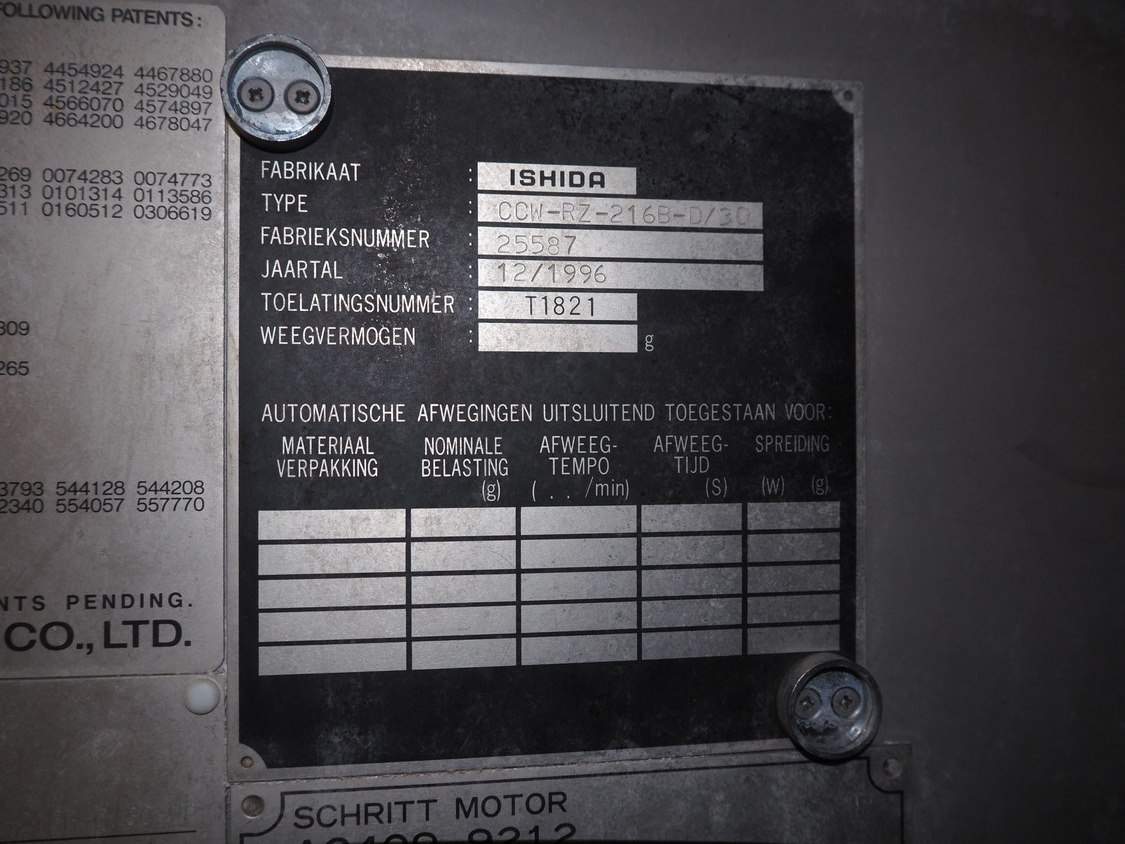 FOLLOWING PATENTS:
937 4454924 4467880
186 4512427 4529049
015 4566070 4574897
920 4664200 4678047
269 0074283 0074773
313 0101314 0113586
511 0160512 0306619
309
265
3793 544128 544208
2340 554057 557770
NTS PENDING.
CO., LTD.
FABRIKAAT : ISHIDA
TYPE : CCW-RZ-216B-D/30
FABRIEKSNUMMER : 25587
JAARTAL : 12/1996
TOELATINGSNUMMER : T1821
WEEGVERMOGEN : g
AUTOMATISCHE AFWEGINGEN UITSLUITEND TOEGESTAAN VOOR:
MATERIAAL NOMINALE AFWEEG- AFWEEG- SPREIDING
VERPAKKING BELASTING TEMPO TIJD
(g) ( . . /min) (S) (W) (g)
SCHRITT MOTOR
9212